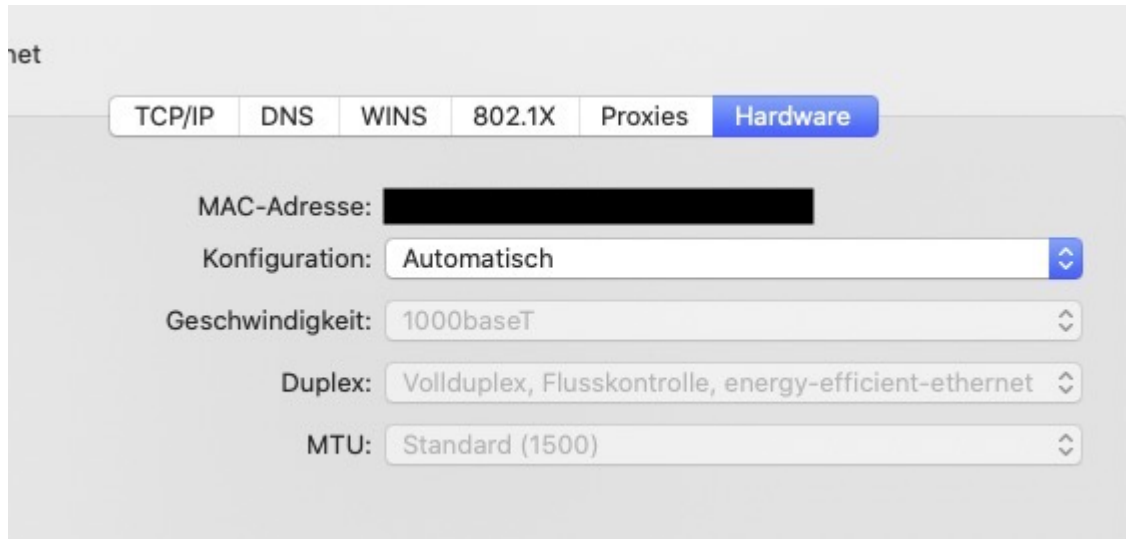 net
TCP/IP DNS WINS 802.1X Proxies Hardware
MAC-Adresse:
Konfiguration: Automatisch
Geschwindigkeit: 1000baseT
Duplex: Vollduplex, Flusskontrolle, energy-efficient-ethernet
MTU: Standard (1500)